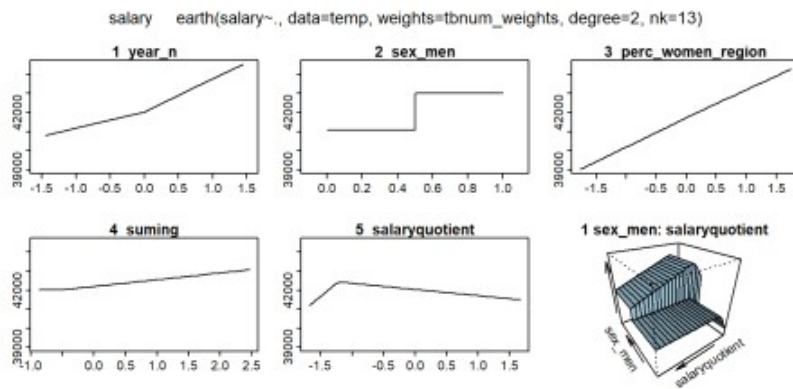 salary earth(salary~., data=temp, weights=tbnum_weights, degree=2, nk=13)
1 year_n
2 sex_men
3 perc_women_region
39000 42000
-1.5 -1.0 -0.5 0.0 0.5 1.0 1.5
39000 42000
0.0 0.2 0.4 0.6 0.8 1.0
39000 42000
-1.5 -0.5 0.0 0.5 1.0 1.5
4 suming
5 salaryquotient
1 sex_men: salaryquotient
39000 42000
-1.0 0.0 0.5 1.0 1.5 2.0 2.5
39000 42000
-1.5 -0.5 0.0 0.5 1.0 1.5
sex_men
salaryquotient